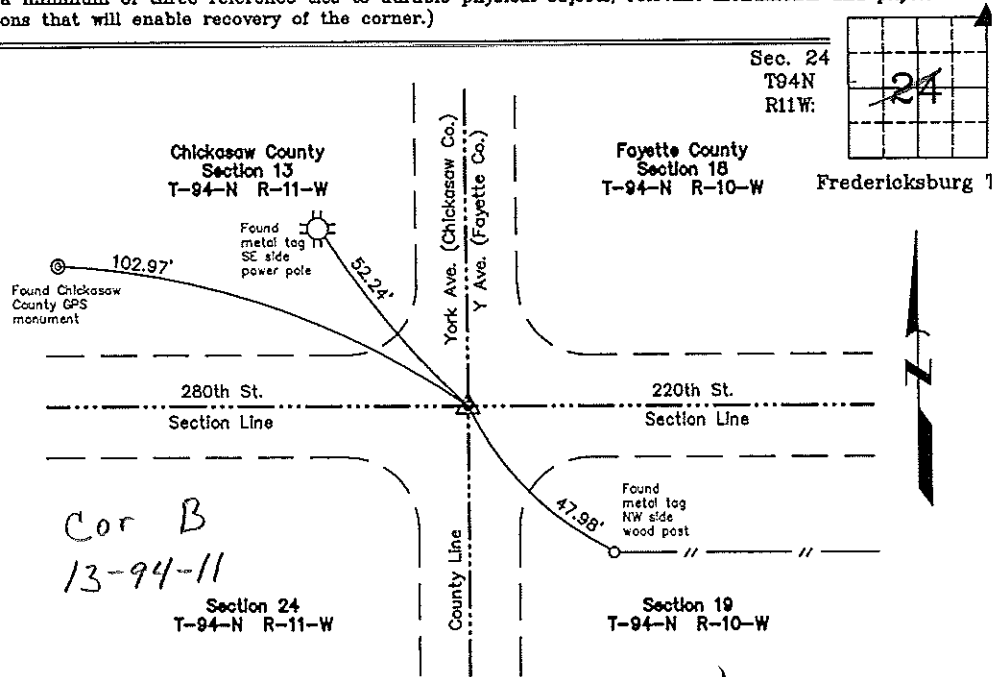 ons that will enable recovery of the corner.)
Sec. 24
T94N
R11W:
24
Fredericksburg T
Chickasaw County
Section 13
T-94-N R-11-W
Fayette County
Section 18
T-94-N R-10-W
York Ave. (Chickasaw Co.)
Y Ave. (Fayette Co.)
Found
metal tag
SE side
power pole
102.97'
52.24'
Found Chickasaw
County GPS
monument
280th St.
Section Line
220th St.
Section Line
N
47.98'
Found
metal tag
NW side
wood post
Cor B
13-94-11
County Line
Section 24
T-94-N R-11-W
Section 19
T-94-N R-10-W